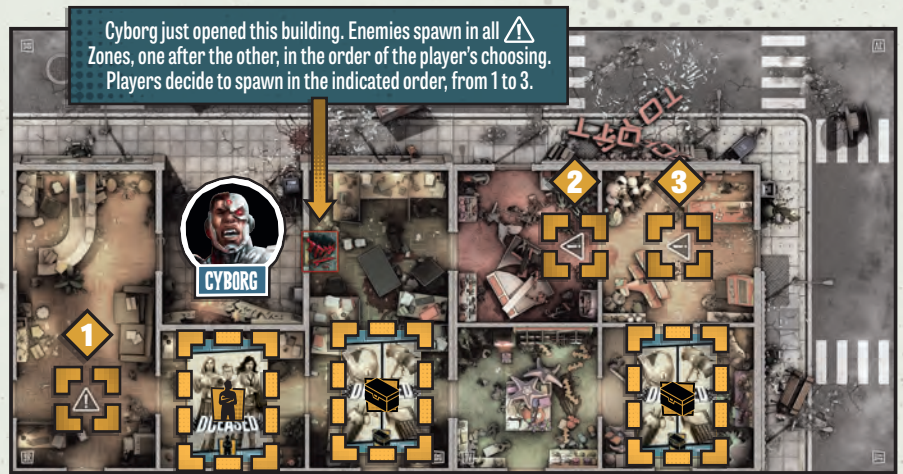 Cyborg just opened this building. Enemies spawn in all
Zones, one after the other, in the order of the player's choosing.
Players decide to spawn in the indicated order, from 1 to 3.
2
3
CYBORG
1
DCEASED